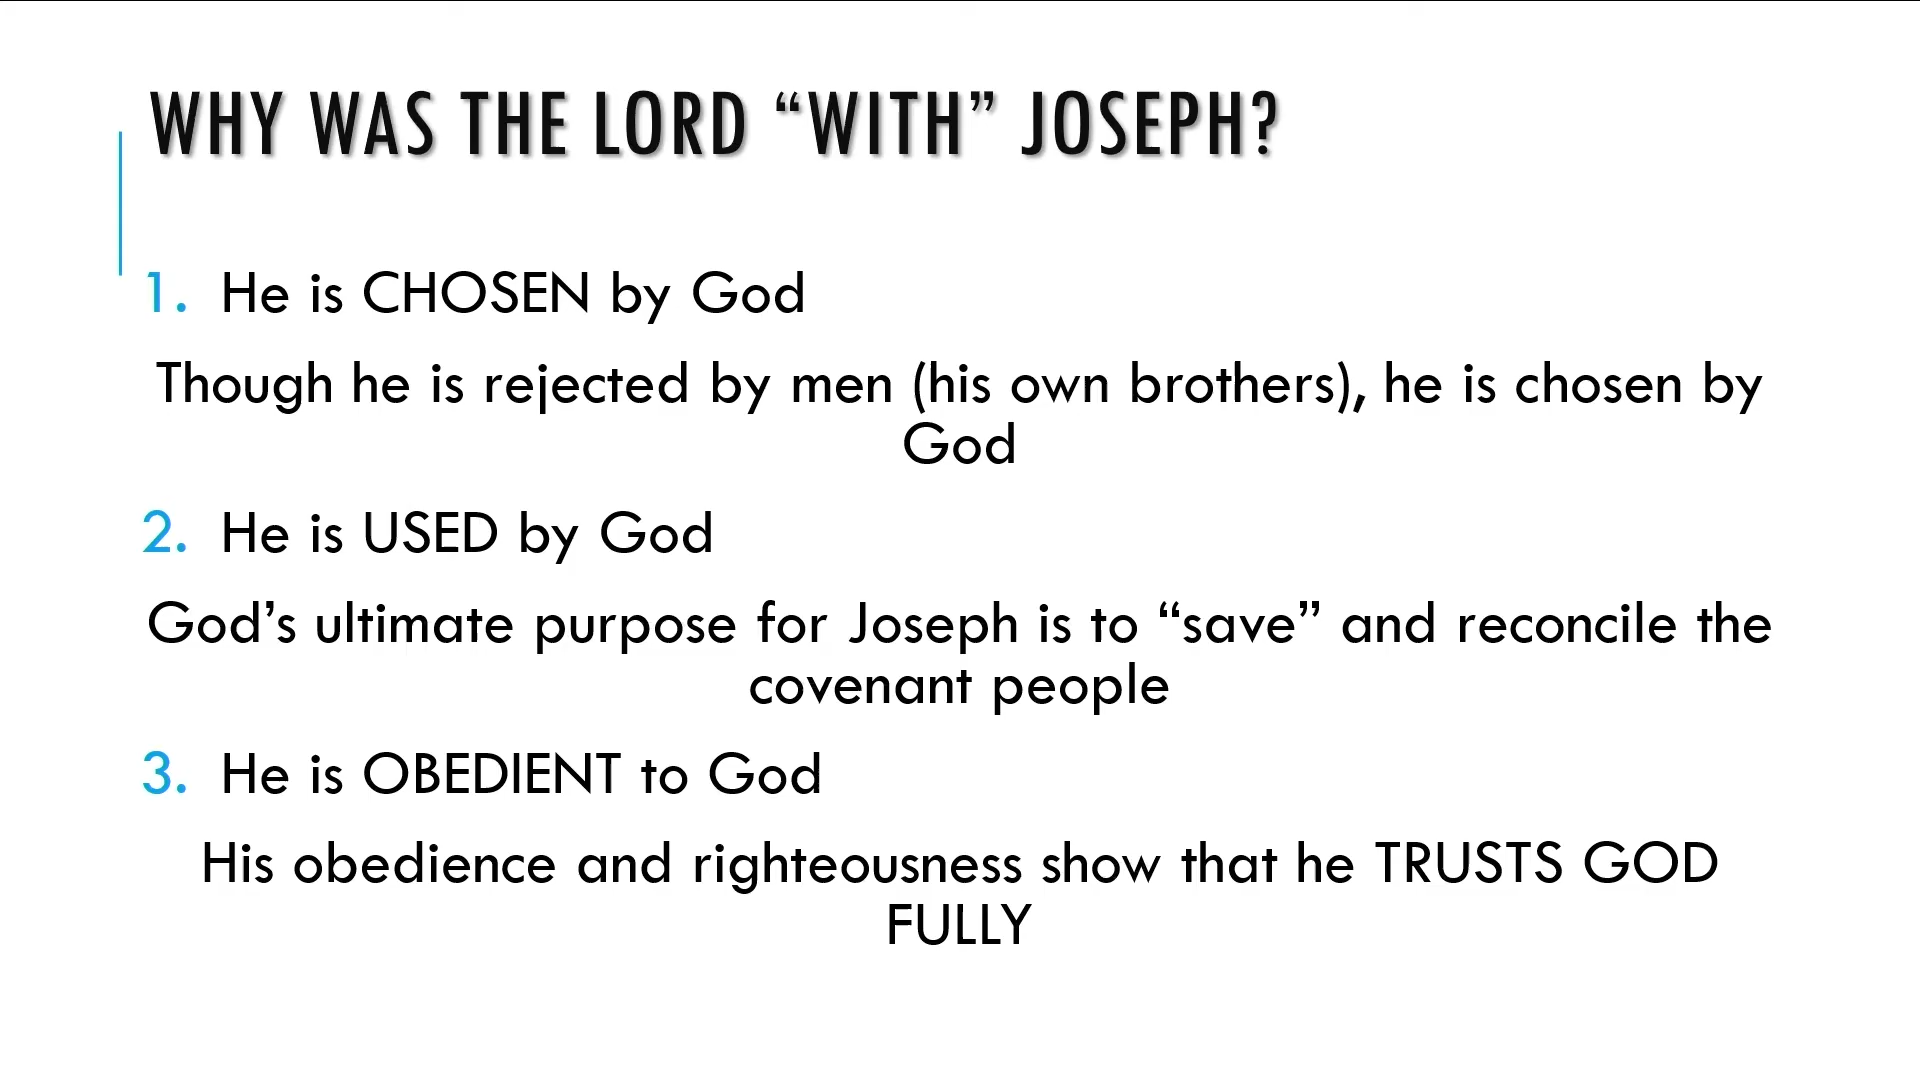 WHY WAS THE LORD “WITH” JOSEPH?
1. He is CHOSEN by God
Though he is rejected by men (his own brothers), he is chosen by
God
2. He is USED by God
God’s ultimate purpose for Joseph is to “save” and reconcile the
covenant people
3. He is OBEDIENT to God
His obedience and righteousness show that he TRUSTS GOD
FULLY